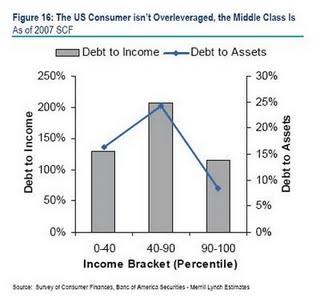 Figure 16: The US Consumer isn't Overleveraged, the Middle Class Is
As of 2007 SCF
Debt to Income
Debt to Assets
250%
200%
150%
100%
50%
0%
Debt to Income
30%
25%
20%
15%
10%
5%
0%
Debt to Assets
0-40
40-90
90-100
Income Bracket (Percentile)
Source: Survey of Consumer Finances, Banc of America Securities - Merrill Lynch Estimates